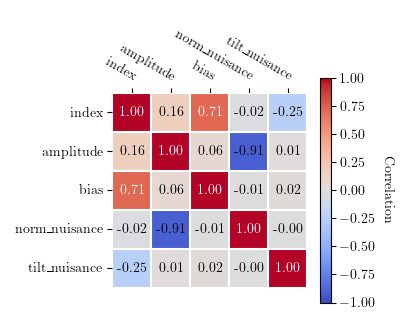 index
amplitude
bias
norm_nuisance
tilt_nuisance
index 1.00 0.16 0.71 -0.02 -0.25
amplitude 0.16 1.00 0.06 -0.91 0.01
bias 0.71 0.06 1.00 -0.01 0.02
norm_nuisance -0.02 -0.91 -0.01 1.00 -0.00
tilt_nuisance -0.25 0.01 0.02 -0.00 1.00
1.00
0.75
0.50
0.25
0.00
−0.25
−0.50
−0.75
−1.00
Correlation